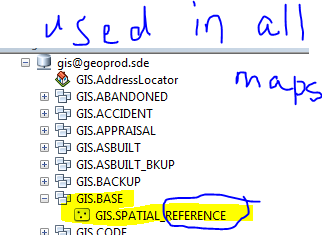 used in all
maps
gis@geoprod.sde
GIS.AddressLocator
GIS.ABANDONED
GIS.ACCIDENT
GIS.APPRAISAL
GIS.ASBUILT
GIS.ASBUILT_BKUP
GIS.BACKUP
GIS.BASE
GIS.SPATIAL_REFERENCE
GIS.CODE